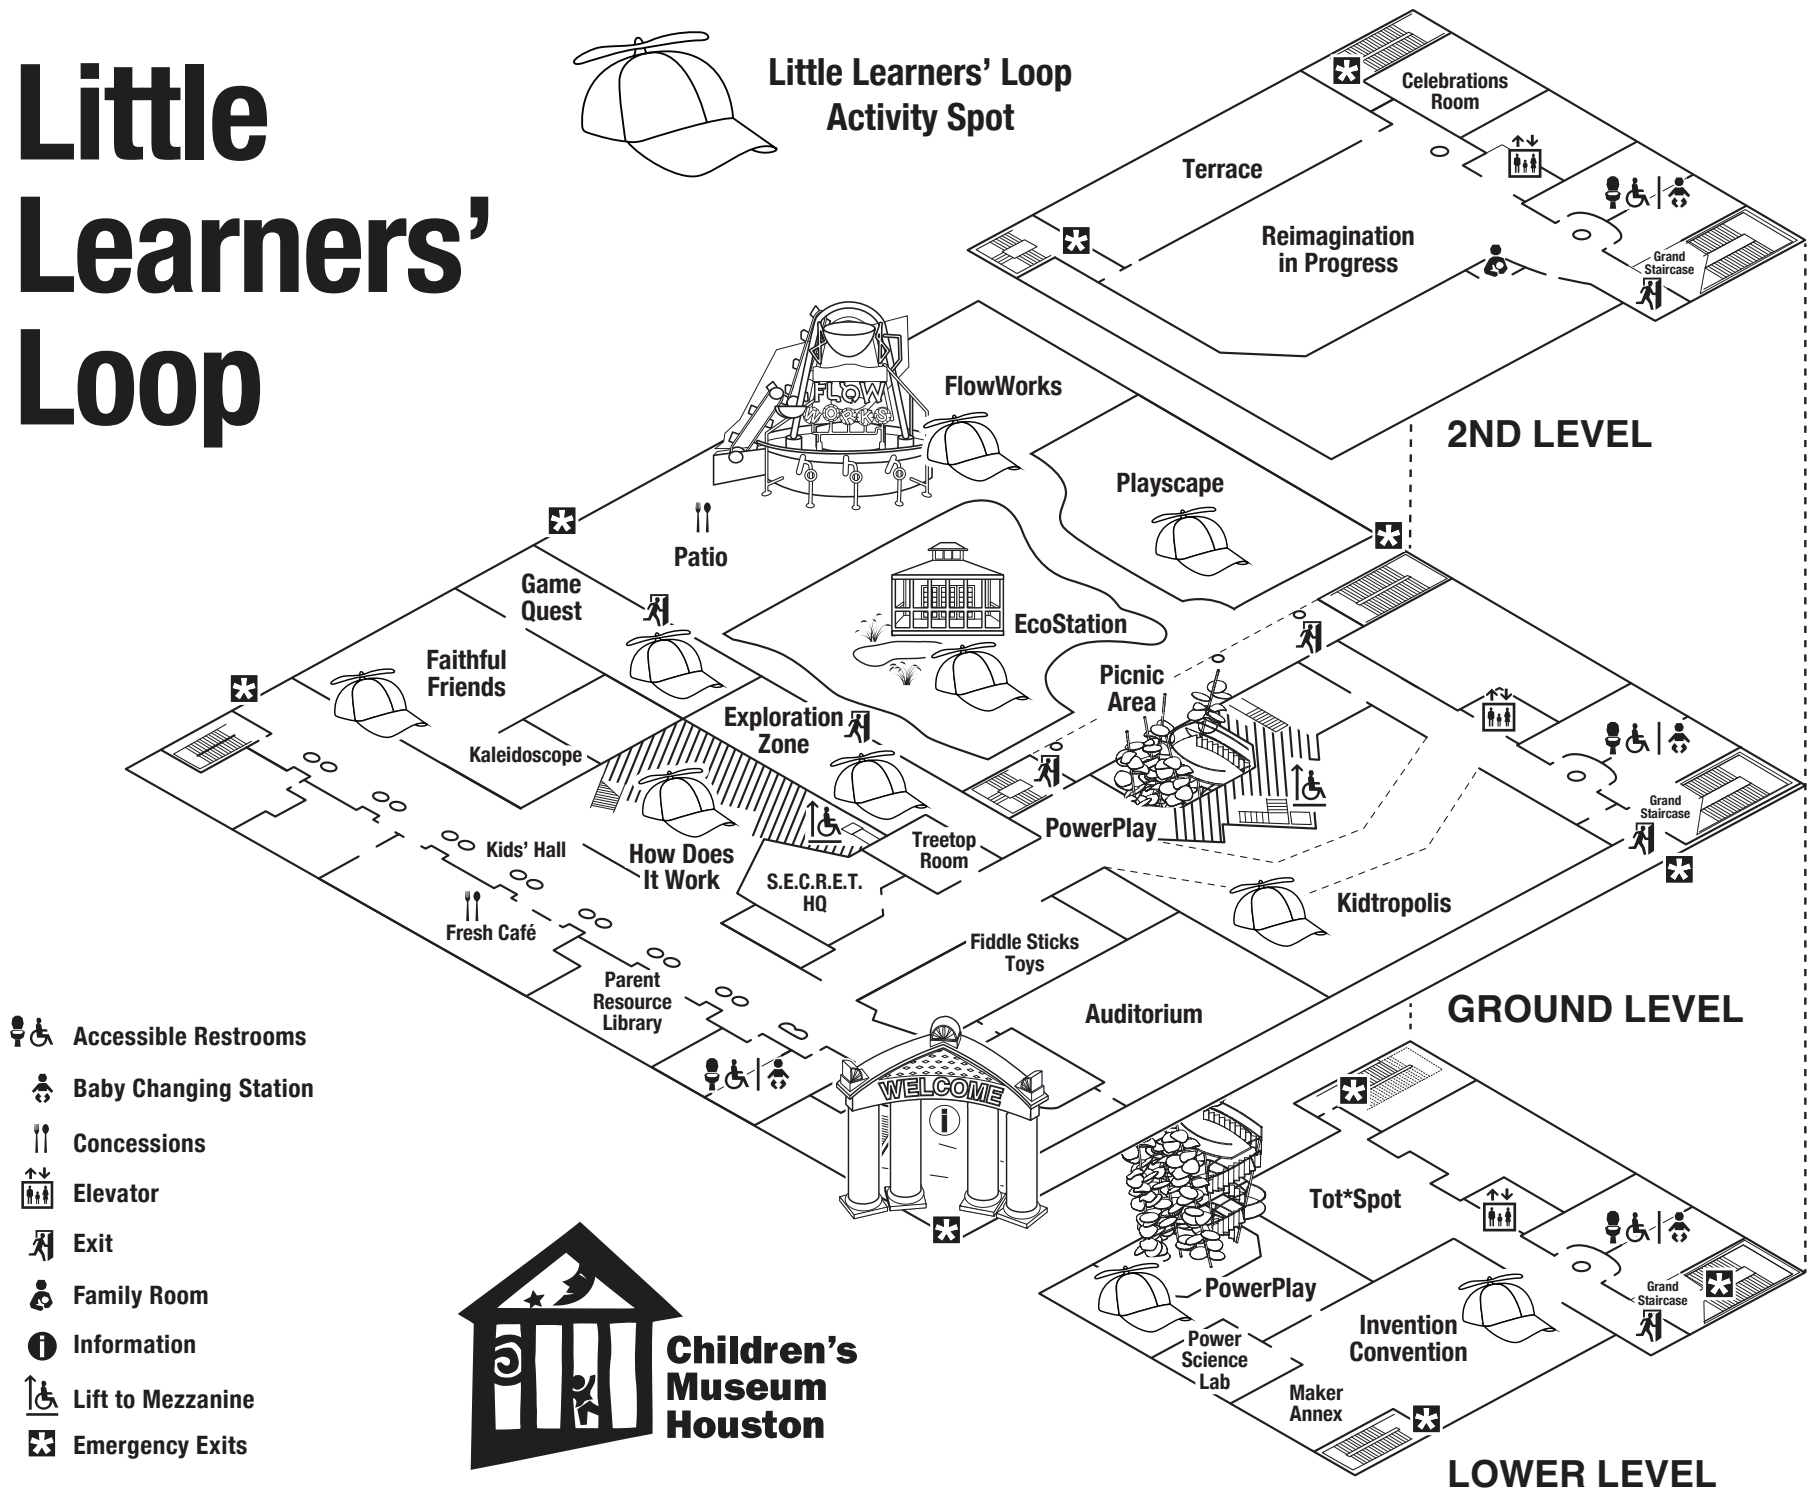 Little
Learners’
Loop
Little Learners’ Loop
Activity Spot
Celebrations
Room
Terrace
Reimagination
in Progress
Grand
Staircase
2ND LEVEL
FlowWorks
FLOW
WORKS
Playscape
Patio
Game
Quest
EcoStation
Faithful
Friends
Picnic
Area
Exploration
Zone
Kaleidoscope
Grand
Staircase
PowerPlay
Treetop
Room
Kids’ Hall
How Does
It Work
S.E.C.R.E.T.
HQ
Kidtropolis
Fresh Café
Fiddle Sticks
Toys
Parent
Resource
Library
Auditorium
GROUND LEVEL
WELCOME
i
Tot*Spot
PowerPlay
Grand
Staircase
Invention
Convention
Power
Science
Lab
Maker
Annex
LOWER LEVEL
Accessible Restrooms
Baby Changing Station
Concessions
Elevator
Exit
Family Room
i Information
Lift to Mezzanine
Emergency Exits
Children’s
Museum
Houston